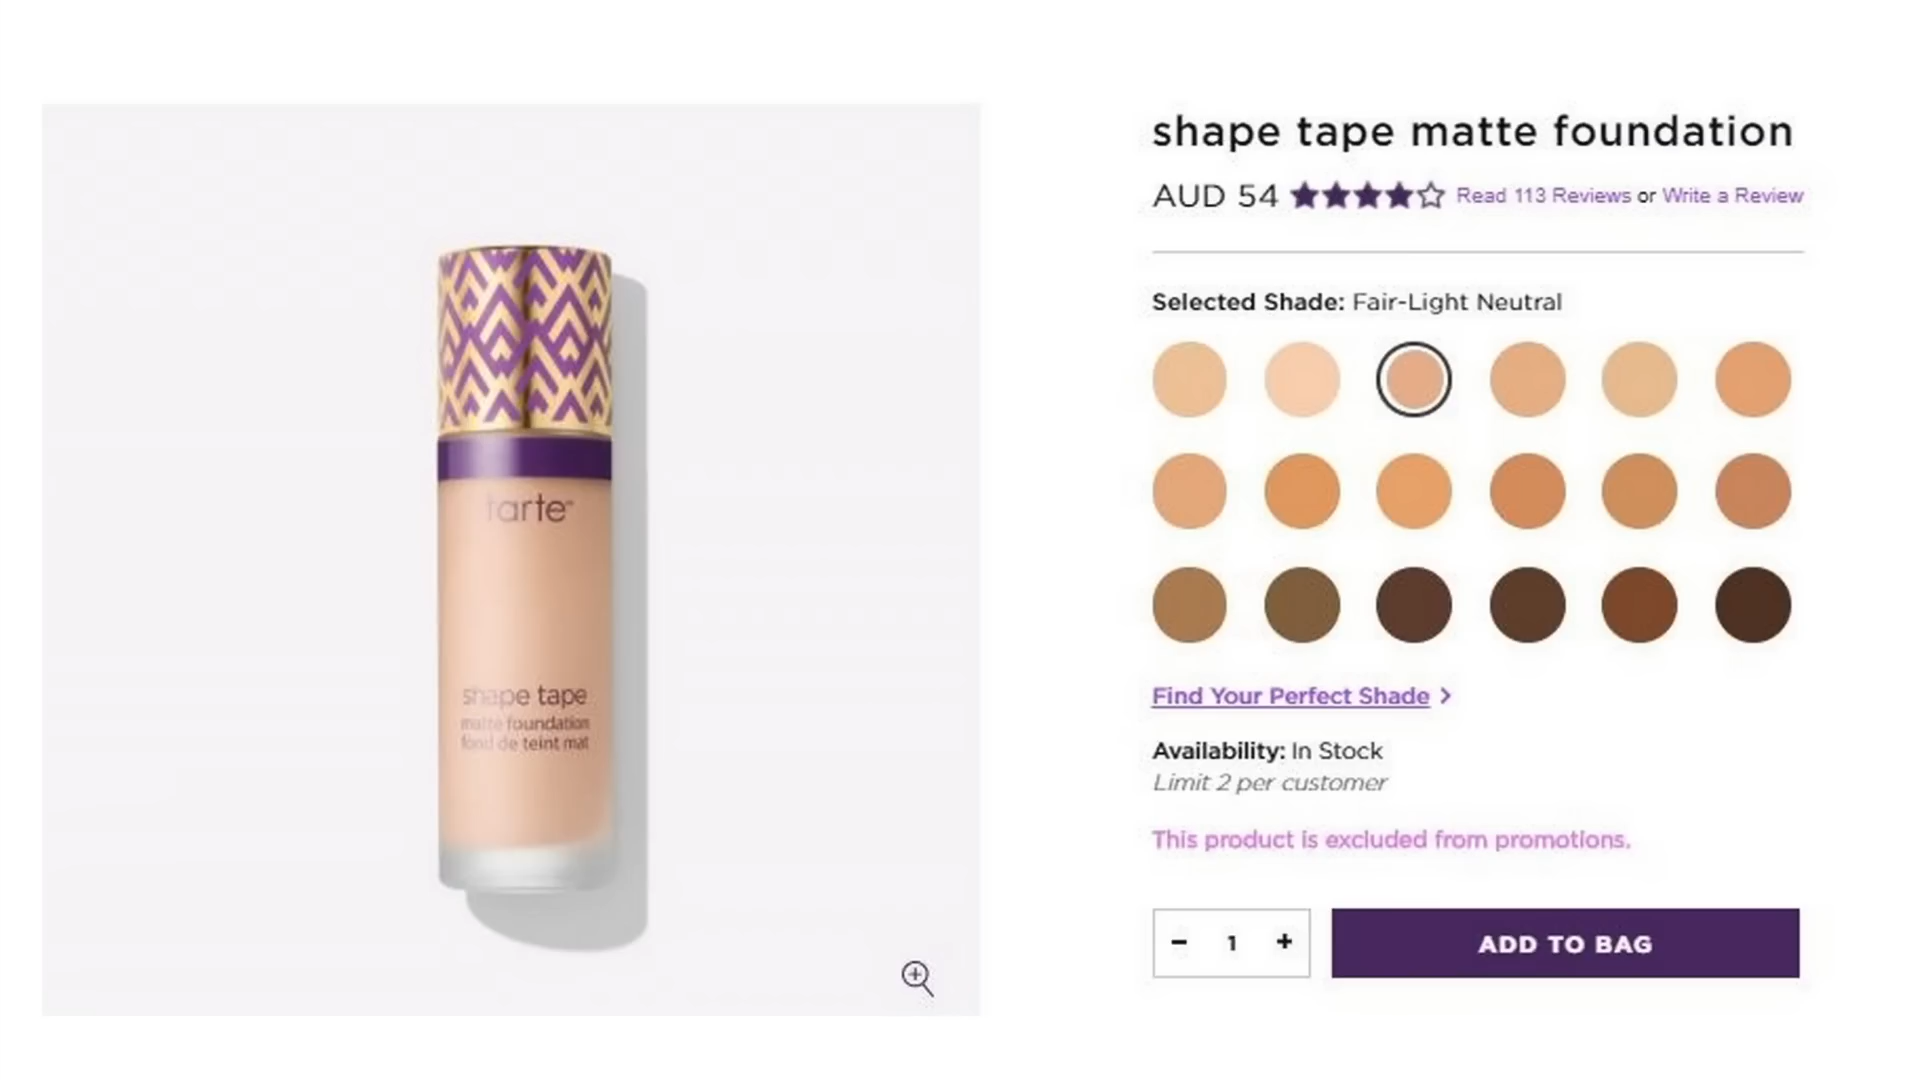 tarte™
shape tape
matte foundation
fond de teint mat
shape tape matte foundation
AUD 54 Read 113 Reviews or Write a Review
Selected Shade: Fair-Light Neutral
Find Your Perfect Shade >
Availability: In Stock
Limit 2 per customer
This product is excluded from promotions.
- 1 + ADD TO BAG